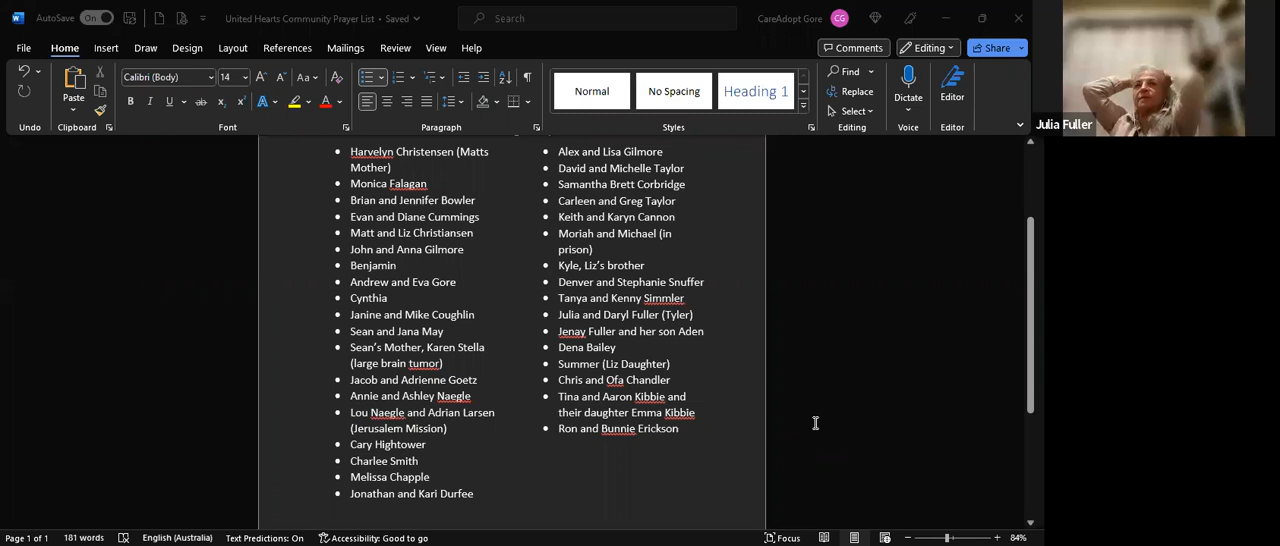 AutoSave On United Hearts Community Prayer List • Saved Search CareAdopt Gore CG
File Home Insert Draw Design Layout References Mailings Review View Help Comments Editing Share
Calibri (Body) 14 Aa Normal No Spacing Heading 1 Find
Paste B I U ab x₂ x² A A Replace Dictate Editor
Select
Undo Clipboard Font Paragraph Styles Editing Voice Editor
Julia Fuller
Harvelyn Christensen (Matts
Mother)
Monica Falagan
Brian and Jennifer Bowler
Evan and Diane Cummings
Matt and Liz Christiansen
John and Anna Gilmore
Benjamin
Andrew and Eva Gore
Cynthia
Janine and Mike Coughlin
Sean and Jana May
Sean's Mother, Karen Stella
(large brain tumor)
Jacob and Adrienne Goetz
Annie and Ashley Naegle
Lou Naegle and Adrian Larsen
(Jerusalem Mission)
Cary Hightower
Charlee Smith
Melissa Chapple
Jonathan and Kari Durfee
Alex and Lisa Gilmore
David and Michelle Taylor
Samantha Brett Corbridge
Carleen and Greg Taylor
Keith and Karyn Cannon
Moriah and Michael (in
prison)
Kyle, Liz's brother
Denver and Stephanie Snuffer
Tanya and Kenny Simmler
Julia and Daryl Fuller (Tyler)
Jenay Fuller and her son Aden
Dena Bailey
Summer (Liz Daughter)
Chris and Ofa Chandler
Tina and Aaron Kibbie and
their daughter Emma Kibbie
Ron and Bunnie Erickson
Page 1 of 1 181 words English (Australia) Text Predictions: On Accessibility: Good to go Focus 84%